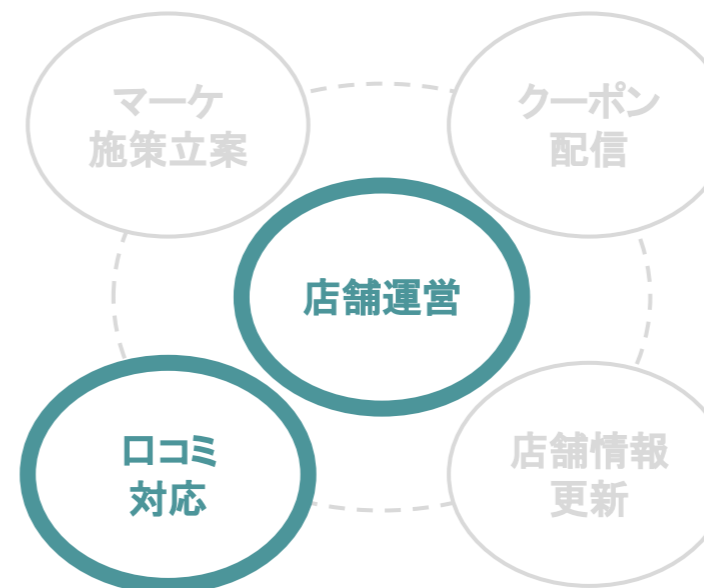 マーケ
施策立案
クーポン
配信
店舗運営
口コミ
対応
店舗情報
更新